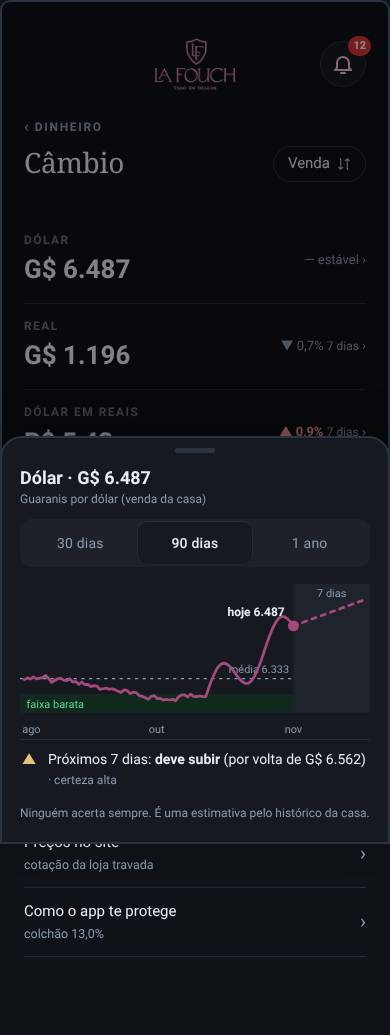 LF
LA FOUCH
12
‹ DINHEIRO
Câmbio
Venda ↓↑
DÓLAR
G$ 6.487
— estável ›
REAL
G$ 1.196
▼ 0,7% 7 dias ›
DÓLAR EM REAIS
▲ 0,9% 7 dias ›
Dólar · G$ 6.487
Guaranis por dólar (venda da casa)
30 dias
90 dias
1 ano
7 dias
hoje 6.487
média 6.333
faixa barata
ago
out
nov
Próximos 7 dias: deve subir (por volta de G$ 6.562)
· certeza alta
Ninguém acerta sempre. É uma estimativa pelo histórico da casa.
Preços no site
cotação da loja travada
›
Como o app te protege
colchão 13,0%
›